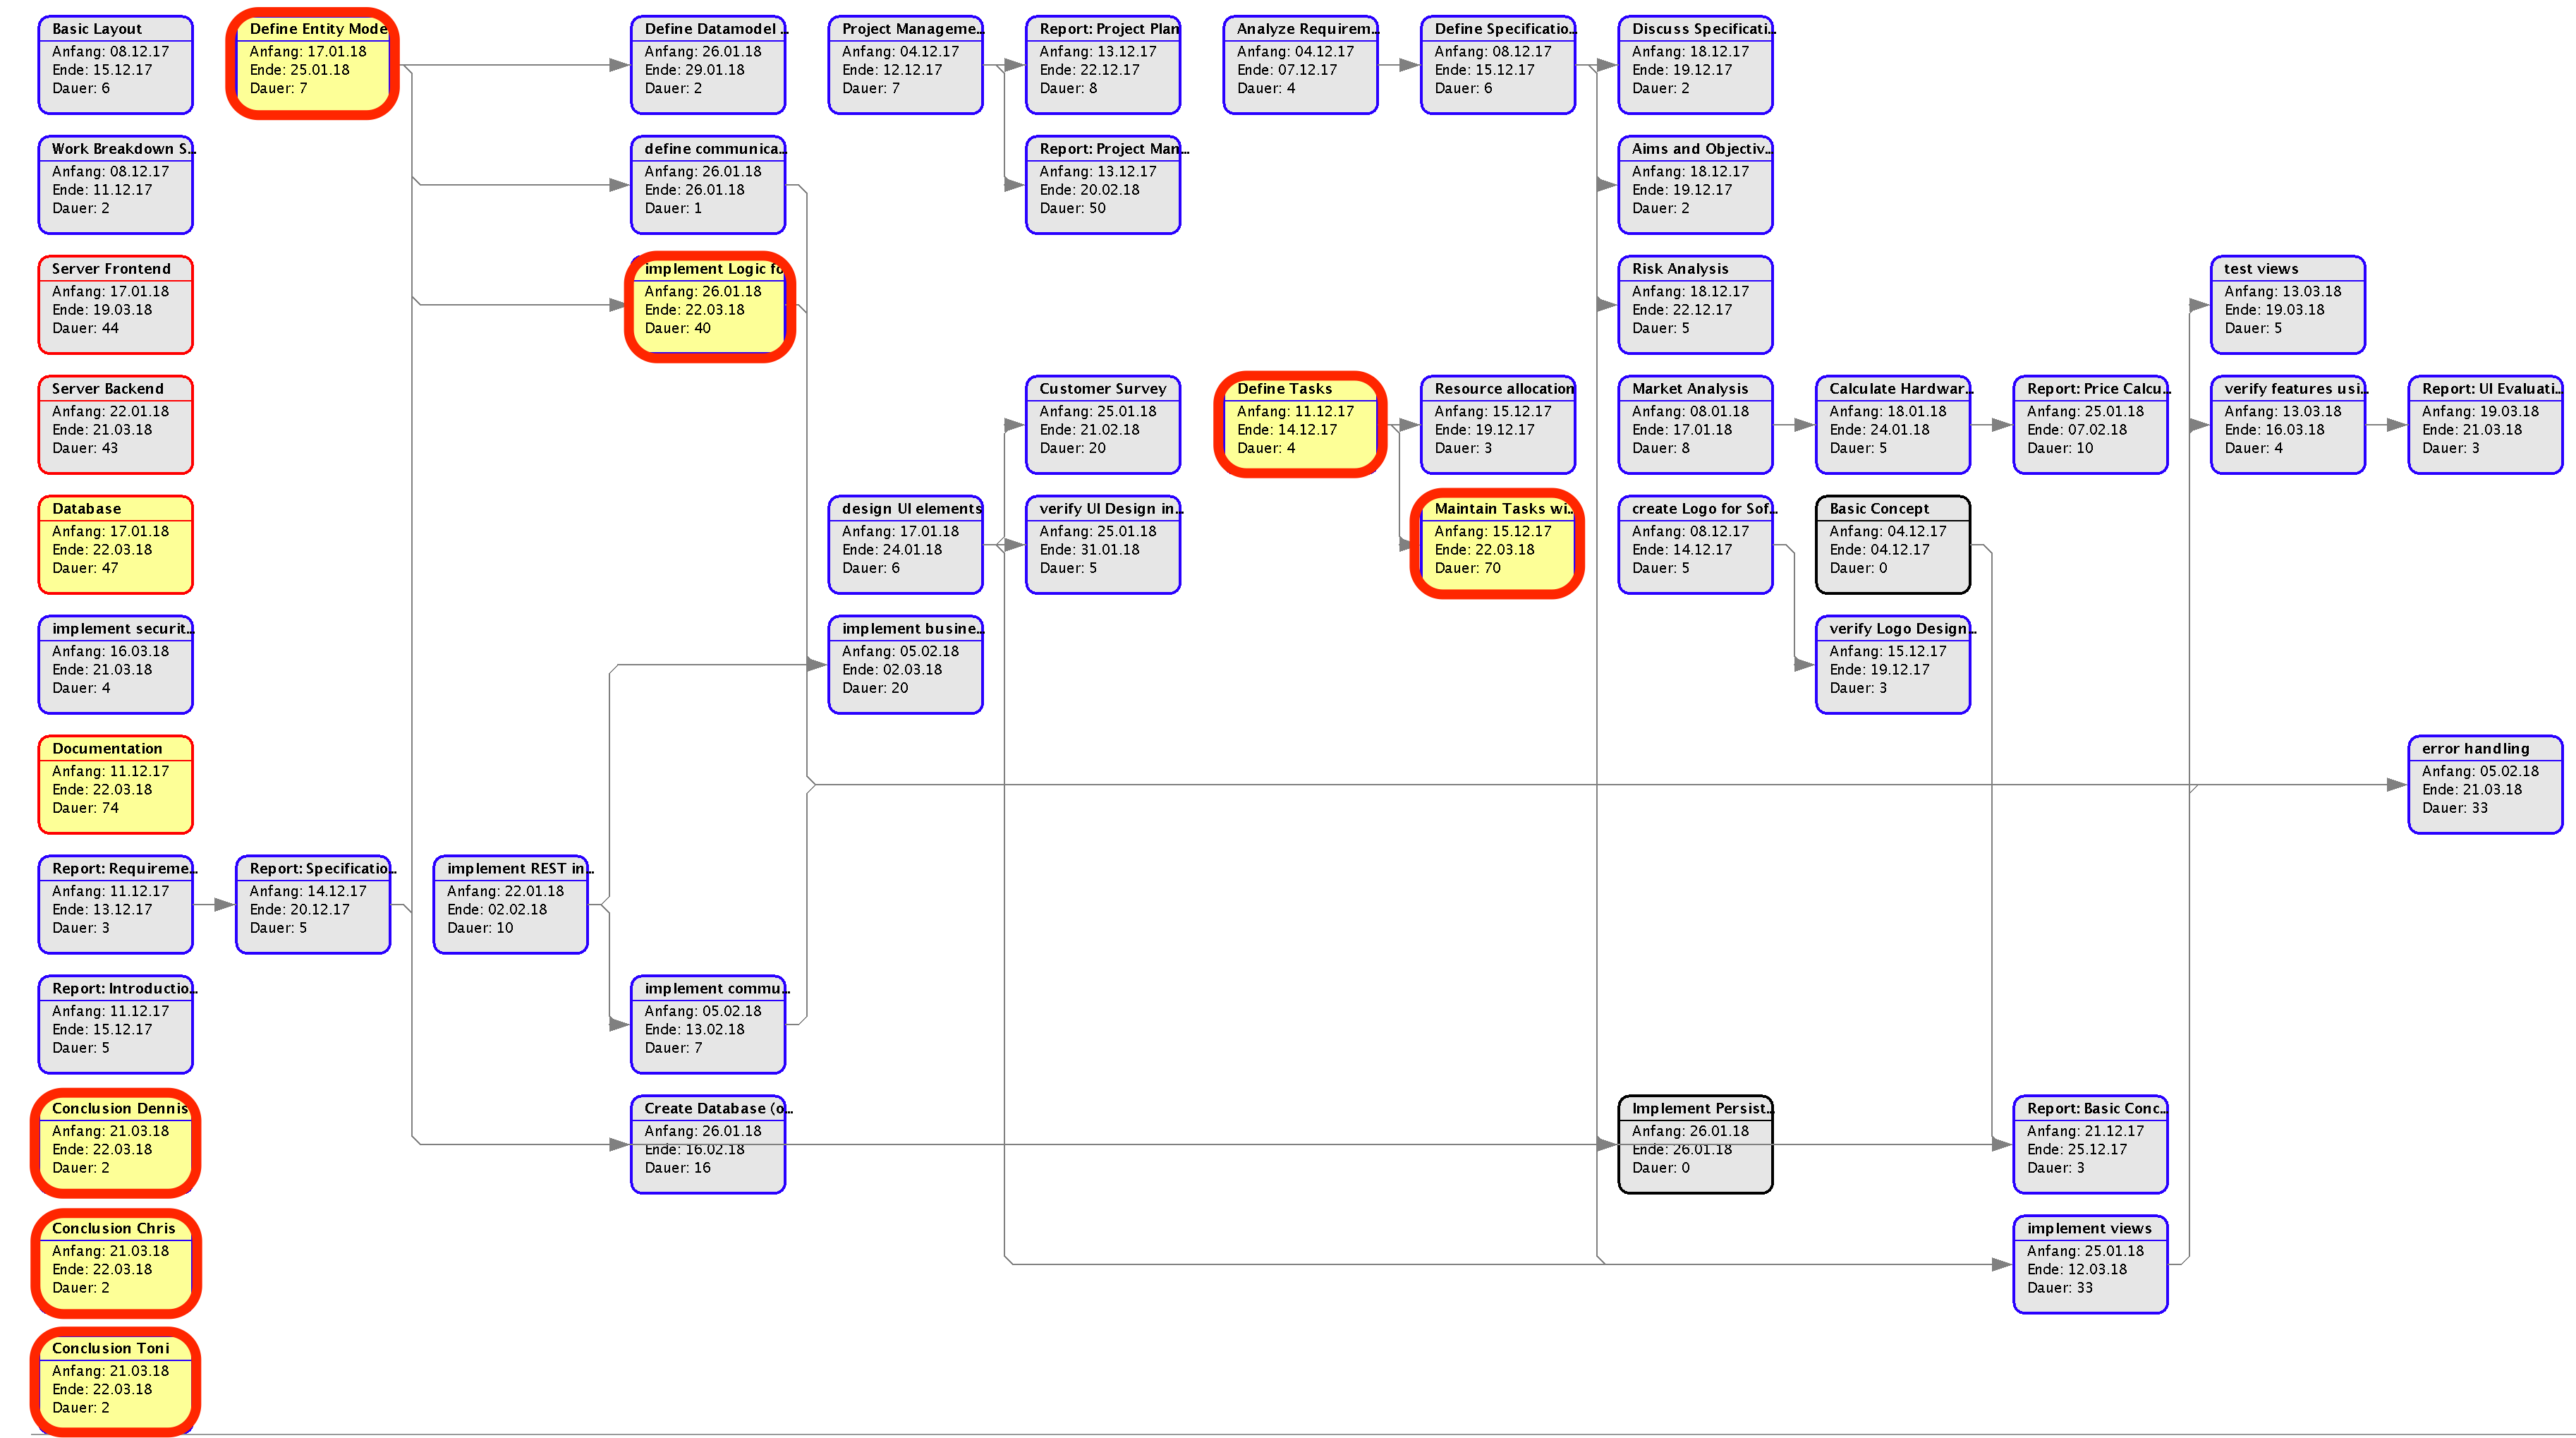 Basic Layout
Anfang: 08.12.17
Ende: 15.12.17
Dauer: 6
Define Entity Mode
Anfang: 17.01.18
Ende: 25.01.18
Dauer: 7
Define Datamodel ...
Anfang: 26.01.18
Ende: 29.01.18
Dauer: 2
Project Manageme...
Anfang: 04.12.17
Ende: 12.12.17
Dauer: 7
Report: Project Plan
Anfang: 13.12.17
Ende: 22.12.17
Dauer: 8
Analyze Requirem...
Anfang: 04.12.17
Ende: 07.12.17
Dauer: 4
Define Specificatio...
Anfang: 08.12.17
Ende: 15.12.17
Dauer: 6
Discuss Specificati...
Anfang: 18.12.17
Ende: 19.12.17
Dauer: 2
Work Breakdown S...
Anfang: 08.12.17
Ende: 11.12.17
Dauer: 2
define communica...
Anfang: 26.01.18
Ende: 26.01.18
Dauer: 1
Report: Project Man...
Anfang: 13.12.17
Ende: 20.02.18
Dauer: 50
Aims and Objectiv...
Anfang: 18.12.17
Ende: 19.12.17
Dauer: 2
Server Frontend
Anfang: 17.01.18
Ende: 19.03.18
Dauer: 44
implement Logic fo
Anfang: 26.01.18
Ende: 22.03.18
Dauer: 40
Risk Analysis
Anfang: 18.12.17
Ende: 22.12.17
Dauer: 5
test views
Anfang: 13.03.18
Ende: 19.03.18
Dauer: 5
Server Backend
Anfang: 22.01.18
Ende: 21.03.18
Dauer: 43
Customer Survey
Anfang: 25.01.18
Ende: 21.02.18
Dauer: 20
Define Tasks
Anfang: 11.12.17
Ende: 14.12.17
Dauer: 4
Resource allocation
Anfang: 15.12.17
Ende: 19.12.17
Dauer: 3
Market Analysis
Anfang: 08.01.18
Ende: 17.01.18
Dauer: 8
Calculate Hardwar...
Anfang: 18.01.18
Ende: 24.01.18
Dauer: 5
Report: Price Calcu...
Anfang: 25.01.18
Ende: 07.02.18
Dauer: 10
verify features usi...
Anfang: 13.03.18
Ende: 16.03.18
Dauer: 4
Report: UI Evaluati...
Anfang: 19.03.18
Ende: 21.03.18
Dauer: 3
Database
Anfang: 17.01.18
Ende: 22.03.18
Dauer: 47
design UI elements
Anfang: 17.01.18
Ende: 24.01.18
Dauer: 6
verify UI Design in...
Anfang: 25.01.18
Ende: 31.01.18
Dauer: 5
Maintain Tasks wi...
Anfang: 15.12.17
Ende: 22.03.18
Dauer: 70
create Logo for Sof...
Anfang: 08.12.17
Ende: 14.12.17
Dauer: 5
Basic Concept
Anfang: 04.12.17
Ende: 04.12.17
Dauer: 0
implement securit...
Anfang: 16.03.18
Ende: 21.03.18
Dauer: 4
implement busine...
Anfang: 05.02.18
Ende: 02.03.18
Dauer: 20
verify Logo Design...
Anfang: 15.12.17
Ende: 19.12.17
Dauer: 3
Documentation
Anfang: 11.12.17
Ende: 22.03.18
Dauer: 74
error handling
Anfang: 05.02.18
Ende: 21.03.18
Dauer: 33
Report: Requireme...
Anfang: 11.12.17
Ende: 13.12.17
Dauer: 3
Report: Specificatio...
Anfang: 14.12.17
Ende: 20.12.17
Dauer: 5
implement REST in...
Anfang: 22.01.18
Ende: 02.02.18
Dauer: 10
Report: Introductio...
Anfang: 11.12.17
Ende: 15.12.17
Dauer: 5
implement commu...
Anfang: 05.02.18
Ende: 13.02.18
Dauer: 7
Conclusion Dennis
Anfang: 21.03.18
Ende: 22.03.18
Dauer: 2
Create Database (o...
Anfang: 26.01.18
Ende: 16.02.18
Dauer: 16
Implement Persist...
Anfang: 26.01.18
Ende: 26.01.18
Dauer: 0
Report: Basic Conc...
Anfang: 21.12.17
Ende: 25.12.17
Dauer: 3
Conclusion Chris
Anfang: 21.03.18
Ende: 22.03.18
Dauer: 2
implement views
Anfang: 25.01.18
Ende: 12.03.18
Dauer: 33
Conclusion Toni
Anfang: 21.03.18
Ende: 22.03.18
Dauer: 2